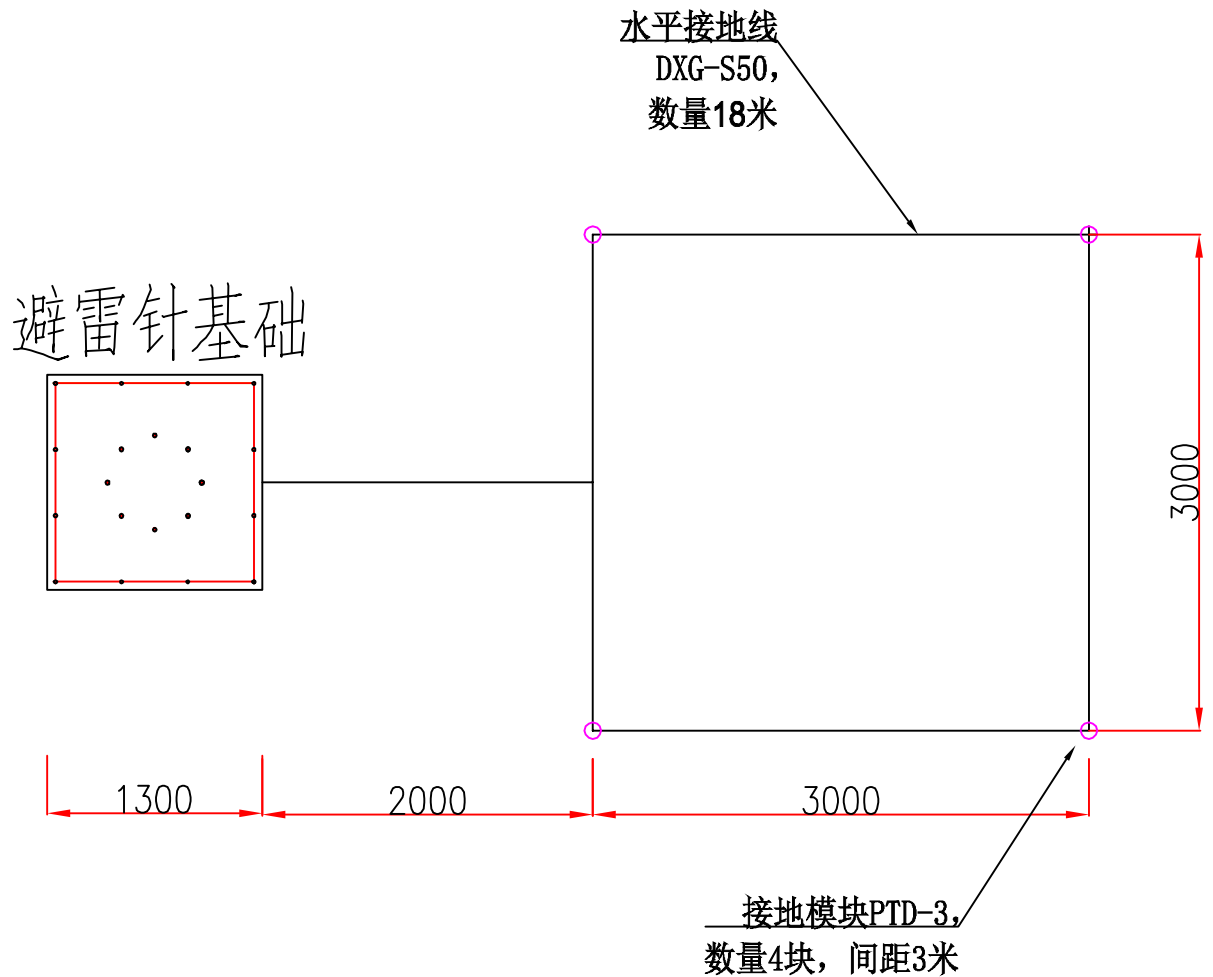 水平接地线
DXG-S50，
数量18米
避雷针基础
3000
1300
2000
3000
接地模块PTD-3，
数量4块，间距3米